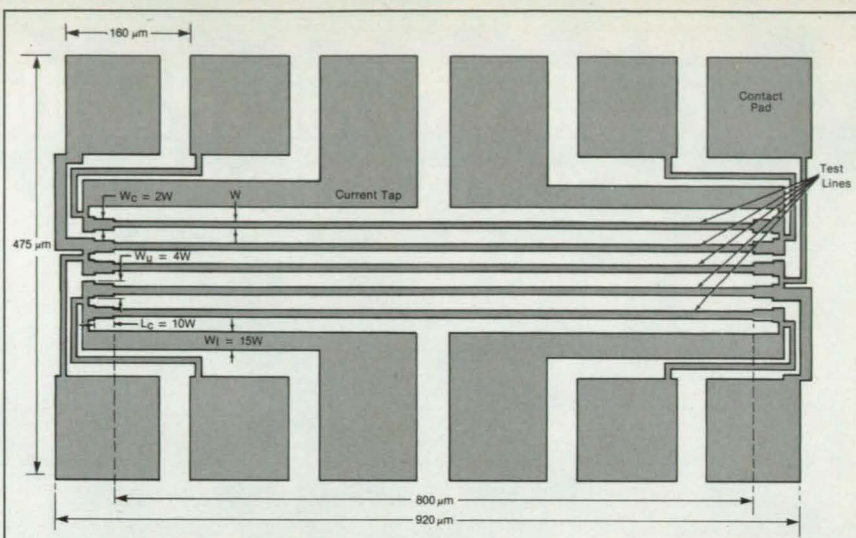 160 µm
Contact
Pad
Test
Lines
W_C = 2W
W
Current Tap
475 µm
W_U = 4W
L_C = 10W
W_I = 15W
800 µm
920 µm